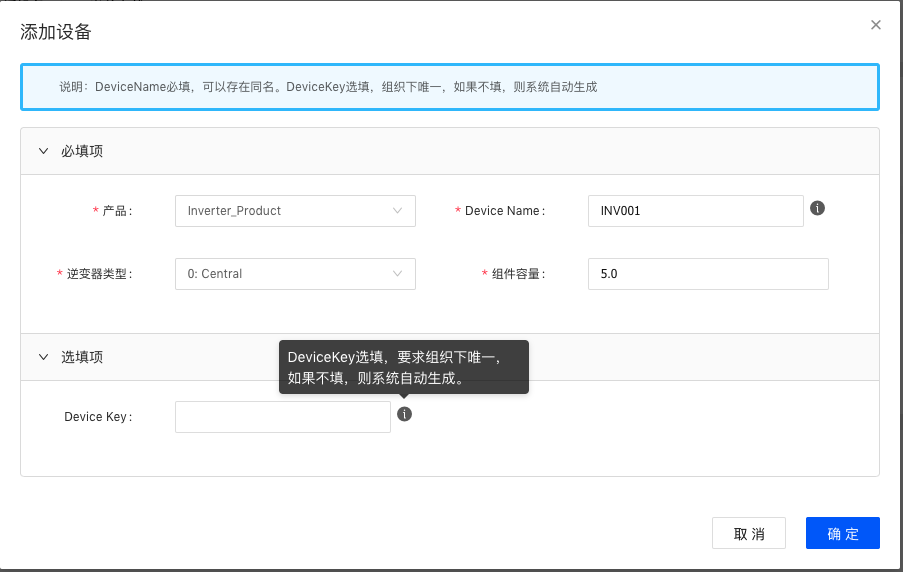 添加设备
说明：DeviceName必填，可以存在同名。DeviceKey选填，组织下唯一，如果不填，则系统自动生成
必填项
* 产品： Inverter_Product * Device Name： INV001
* 逆变器类型： 0: Central * 组件容量： 5.0
选填项
DeviceKey选填，要求组织下唯一，
如果不填，则系统自动生成。
Device Key：
取 消 确 定